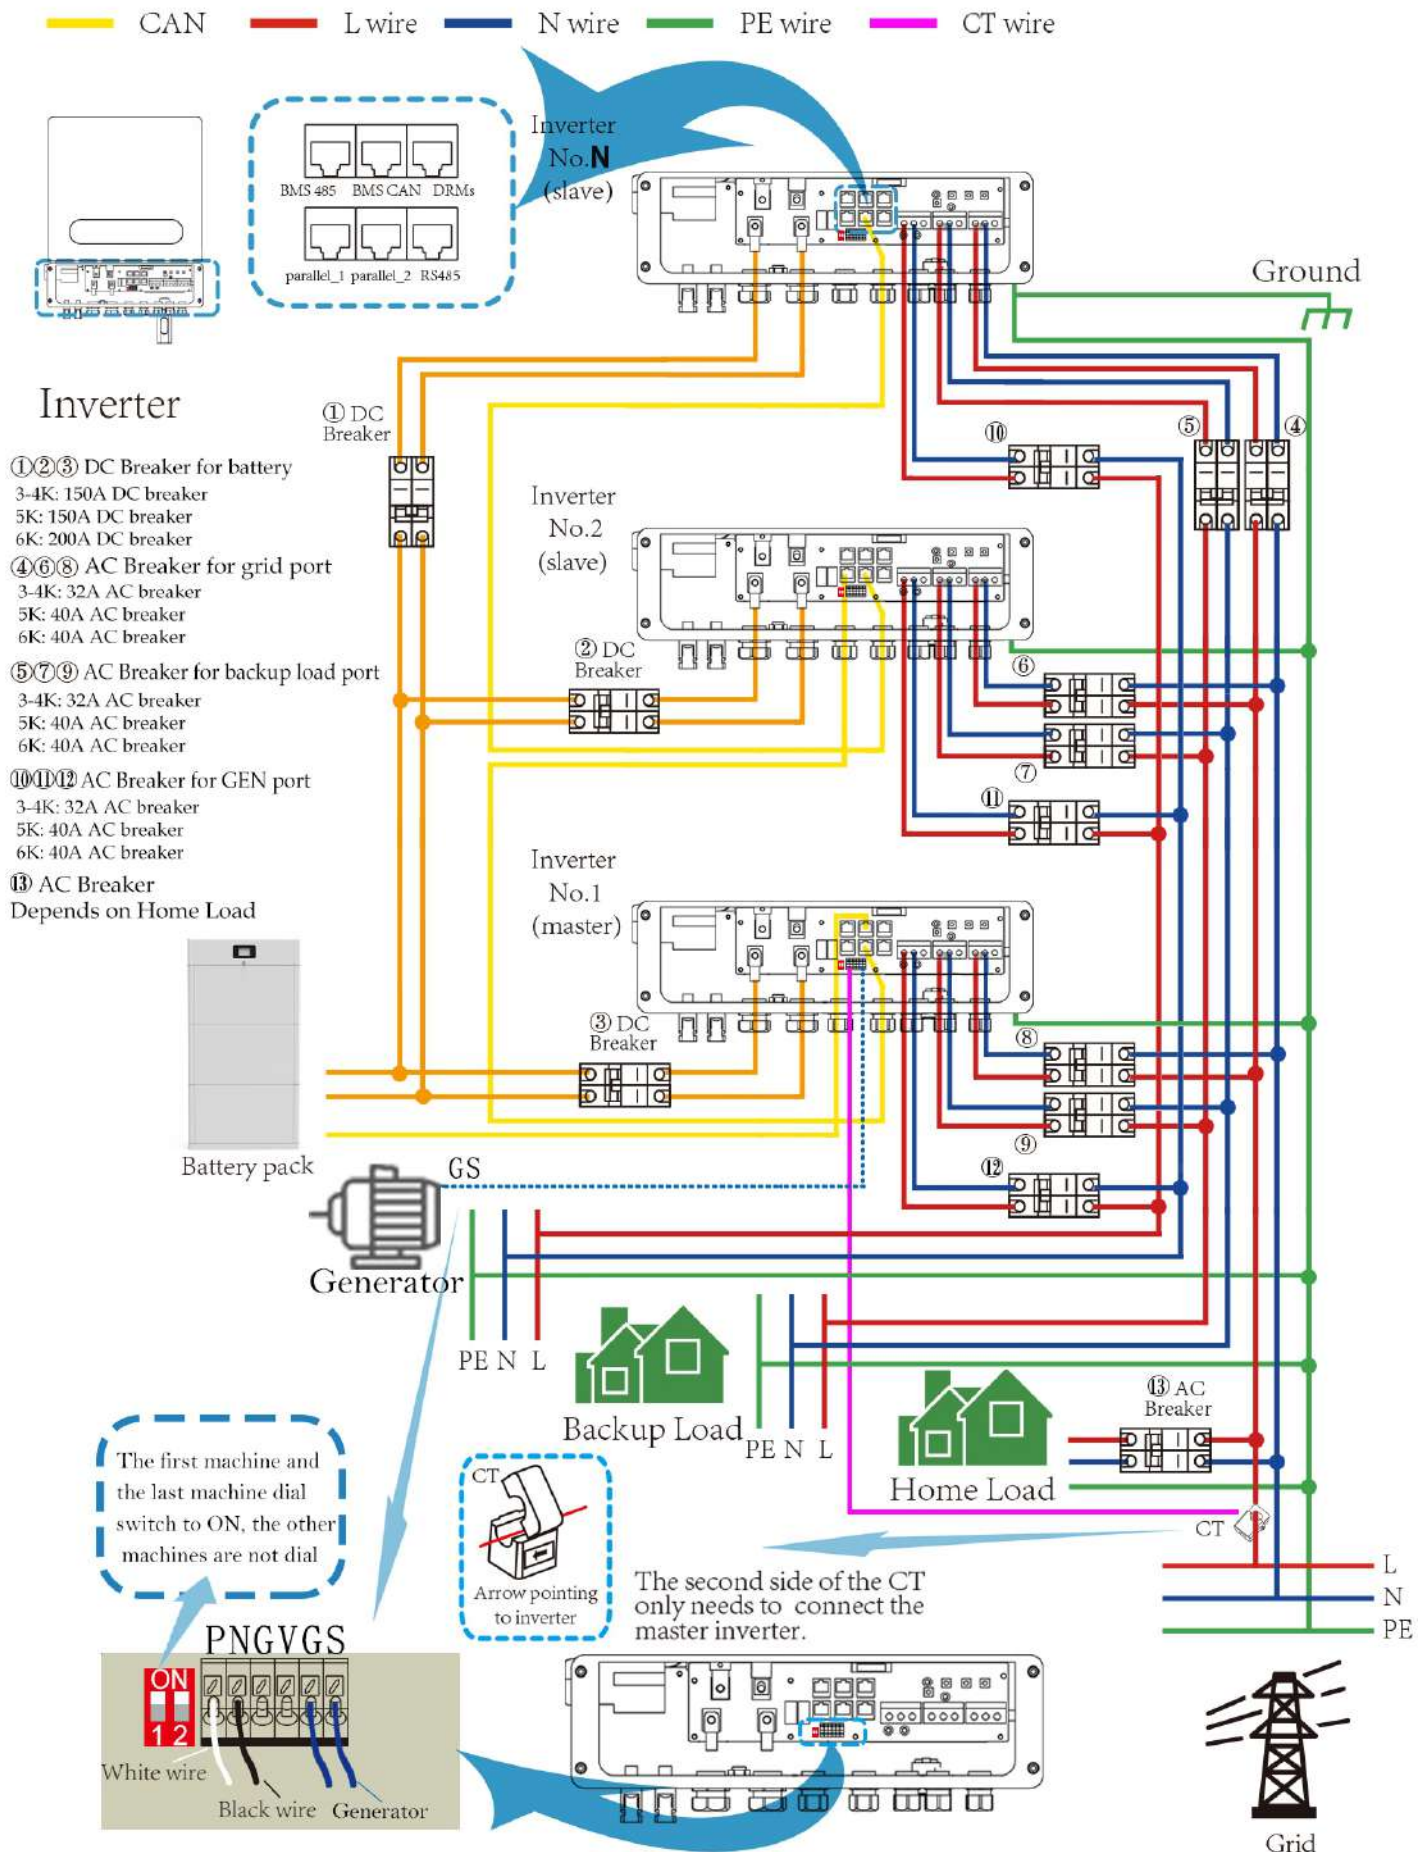 CAN
L wire
N wire
PE wire
CT wire
BMS 485
BMS CAN
DRMs
parallel_1
parallel_2
RS485
Inverter
No.N
(slave)
Ground
Inverter
① DC
Breaker
①②③ DC Breaker for battery
3-4K: 150A DC breaker
5K: 150A DC breaker
6K: 200A DC breaker
④⑥⑧ AC Breaker for grid port
3-4K: 32A AC breaker
5K: 40A AC breaker
6K: 40A AC breaker
⑤⑦⑨ AC Breaker for backup load port
3-4K: 32A AC breaker
5K: 40A AC breaker
6K: 40A AC breaker
⑩⑪⑫ AC Breaker for GEN port
3-4K: 32A AC breaker
5K: 40A AC breaker
6K: 40A AC breaker
⑬ AC Breaker
Depends on Home Load
⑩
⑤
④
Inverter
No.2
(slave)
② DC
Breaker
⑥
⑦
⑪
Inverter
No.1
(master)
③ DC
Breaker
⑧
⑨
⑫
Battery pack
GS
Generator
PE N L
Backup Load
PE N L
Home Load
⑬ AC
Breaker
CT
L
N
PE
The first machine and
the last machine dial
switch to ON, the other
machines are not dial
CT
Arrow pointing
to inverter
The second side of the CT
only needs to connect the
master inverter.
PNGVGS
ON
1 2
White wire
Black wire
Generator
Grid